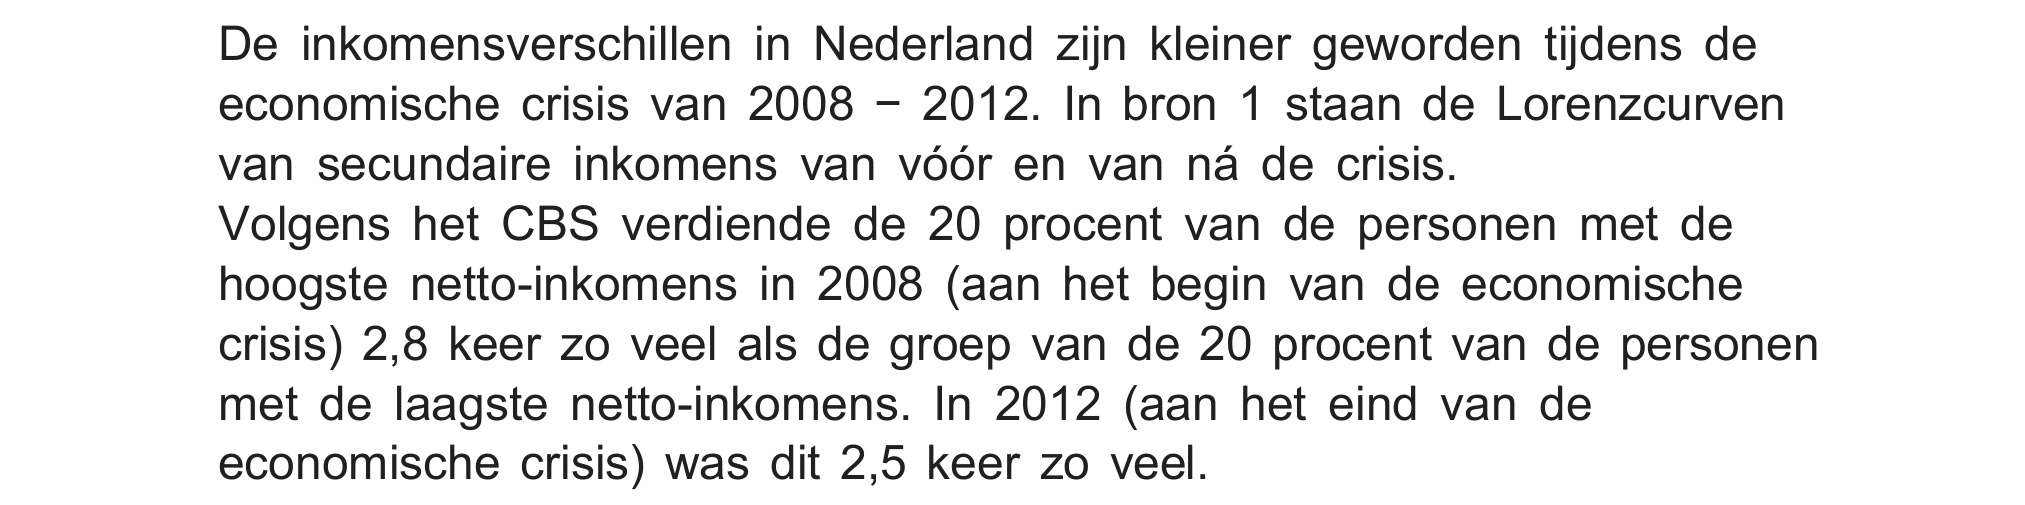 De inkomensverschillen in Nederland zijn kleiner geworden tijdens de
economische crisis van 2008 − 2012. In bron 1 staan de Lorenzcurven
van secundaire inkomens van vóór en van ná de crisis.
Volgens het CBS verdiende de 20 procent van de personen met de
hoogste netto-inkomens in 2008 (aan het begin van de economische
crisis) 2,8 keer zo veel als de groep van de 20 procent van de personen
met de laagste netto-inkomens. In 2012 (aan het eind van de
economische crisis) was dit 2,5 keer zo veel.